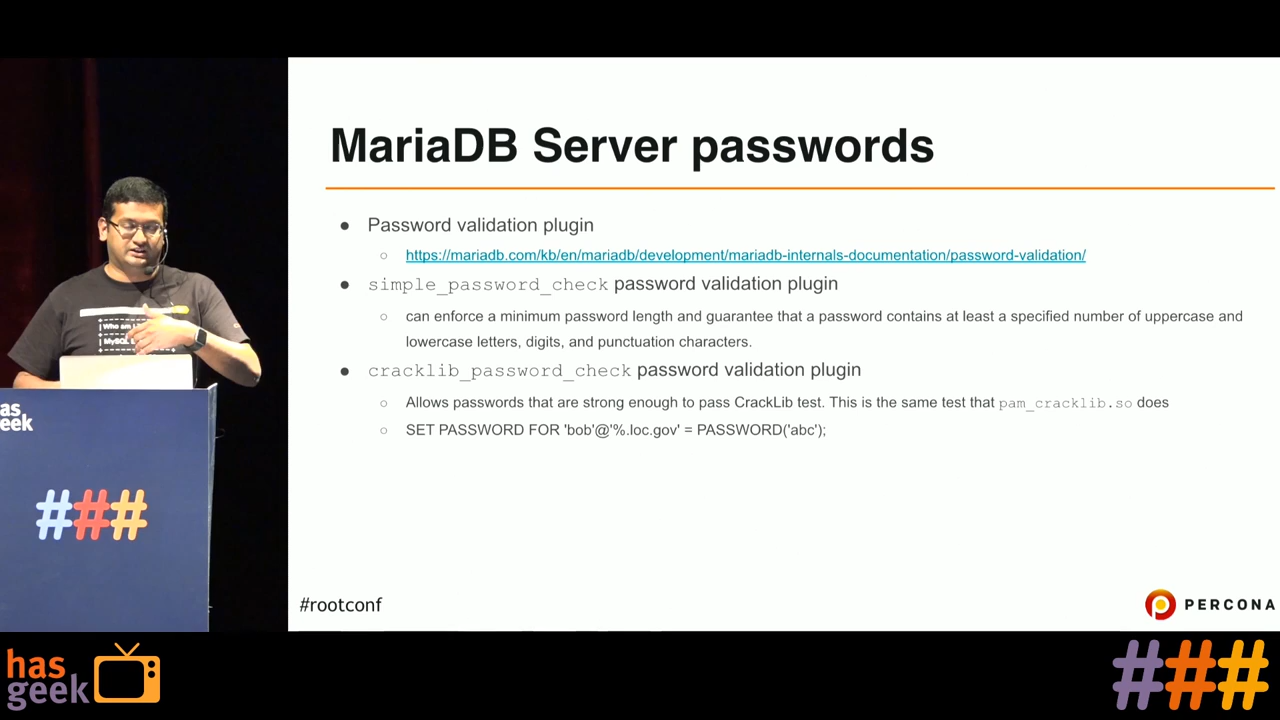 MariaDB Server passwords
● Password validation plugin
○ https://mariadb.com/kb/en/mariadb/development/mariadb-internals-documentation/password-validation/
● simple_password_check password validation plugin
○ can enforce a minimum password length and guarantee that a password contains at least a specified number of uppercase and
lowercase letters, digits, and punctuation characters.
● cracklib_password_check password validation plugin
○ Allows passwords that are strong enough to pass CrackLib test. This is the same test that pam_cracklib.so does
○ SET PASSWORD FOR 'bob'@'%.loc.gov' = PASSWORD('abc');
#rootconf
PERCONA
| Who am I
| MySQL
as
geek
###
has
geek
###